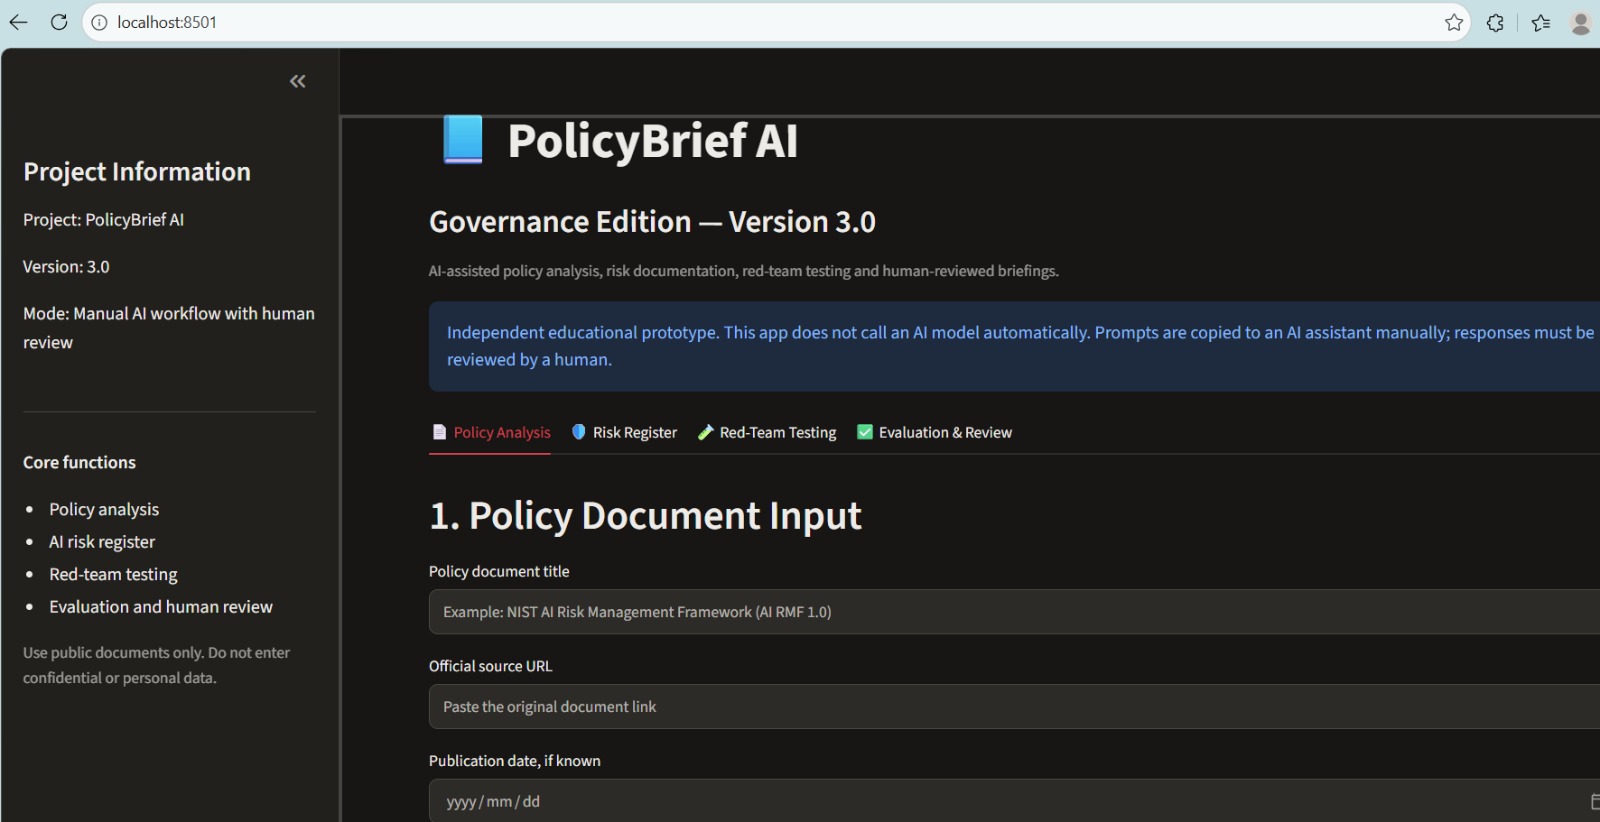 localhost:8501
Project Information
Project: PolicyBrief AI
Version: 3.0
Mode: Manual AI workflow with human
review
Core functions
Policy analysis
AI risk register
Red-team testing
Evaluation and human review
Use public documents only. Do not enter
confidential or personal data.
PolicyBrief AI
Governance Edition — Version 3.0
AI-assisted policy analysis, risk documentation, red-team testing and human-reviewed briefings.
Independent educational prototype. This app does not call an AI model automatically. Prompts are copied to an AI assistant manually; responses must be
reviewed by a human.
Policy Analysis Risk Register Red-Team Testing Evaluation & Review
1. Policy Document Input
Policy document title
Example: NIST AI Risk Management Framework (AI RMF 1.0)
Official source URL
Paste the original document link
Publication date, if known
yyyy/mm/dd